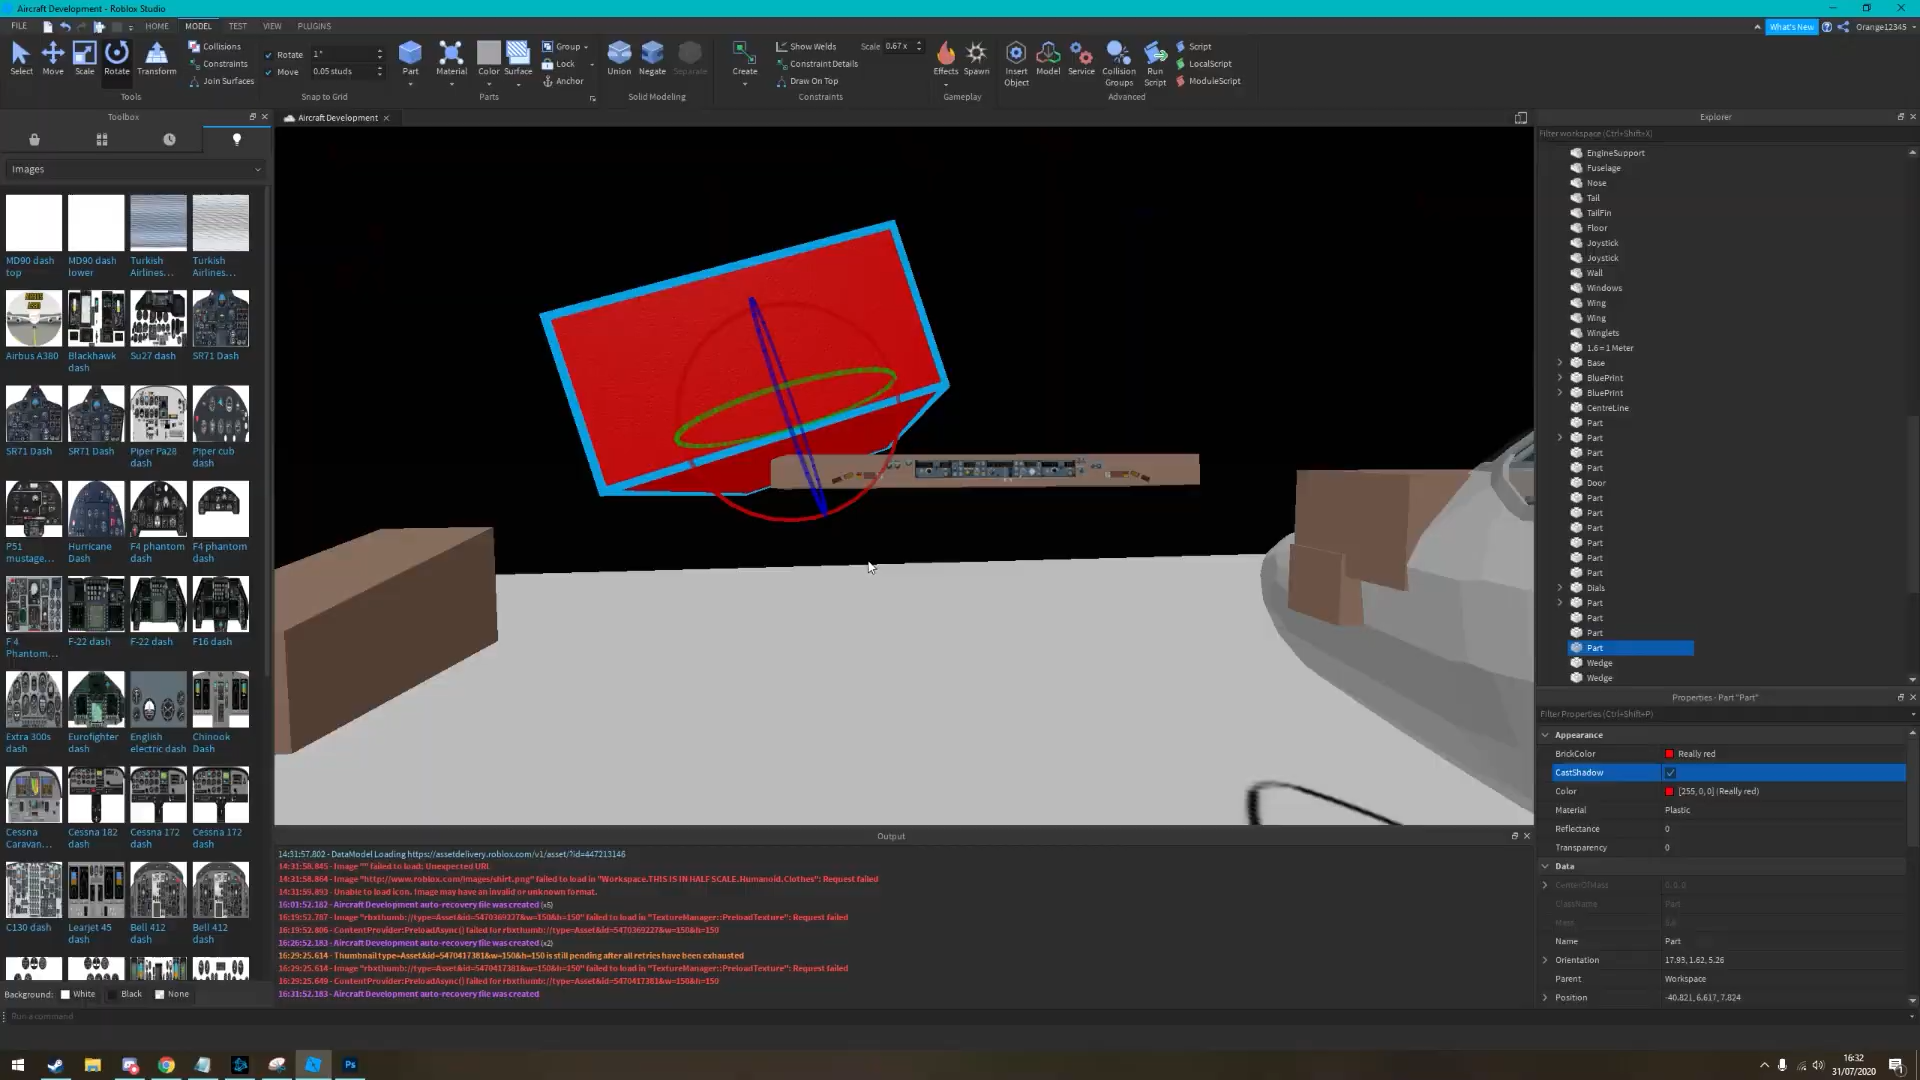 Aircraft Development - Roblox Studio
FILE
HOME
MODEL
TEST
VIEW
PLUGINS
What's New
Orange12345
Select
Move
Scale
Rotate
Transform
Collisions
Constraints
Join Surfaces
Tools
Rotate
1°
Move
0.05 studs
Snap to Grid
Part
Material
Color
Surface
Group
Lock
Anchor
Parts
Union
Negate
Separate
Solid Modeling
Create
Show Welds
Scale 0.67 x
Constraint Details
Draw On Top
Constraints
Effects
Spawn
Gameplay
Insert Object
Model
Service
Collision Groups
Run Script
Script
LocalScript
ModuleScript
Advanced
Toolbox
Images
MD90 dash top
MD90 dash lower
Turkish Airlines...
Turkish Airlines...
Airbus A380
Blackhawk dash
Su27 dash
SR71 Dash
SR71 Dash
SR71 Dash
Piper Pa28 dash
Piper cub dash
P51 mustage...
Hurricane Dash
F4 phantom dash
F4 phantom dash
F 4 Phantom...
F-22 dash
F-22 dash
F16 dash
Extra 300s dash
Eurofighter dash
English electric dash
Chinook Dash
Cessna Caravan...
Cessna 182 dash
Cessna 172 dash
Cessna 172 dash
C130 dash
Learjet 45 dash
Bell 412 dash
Bell 412 dash
Background:
White
Black
None
Aircraft Development
Explorer
Filter workspace (Ctrl+Shift+X)
EngineSupport
Fuselage
Nose
Tail
TailFin
Floor
Joystick
Joystick
Wall
Windows
Wing
Wing
Winglets
1.6 = 1 Meter
Base
BluePrint
BluePrint
CentreLine
Part
Part
Part
Part
Door
Part
Part
Part
Part
Part
Part
Dials
Part
Part
Part
Part
Wedge
Wedge
Properties - Part "Part"
Filter Properties (Ctrl+Shift+P)
Appearance
BrickColor
Really red
CastShadow
Color
[255, 0, 0] (Really red)
Material
Plastic
Reflectance
0
Transparency
0
Data
CenterOfMass
0, 0, 0
ClassName
Part
Mass
Name
Part
Orientation
17.93, 1.62, 5.26
Parent
Workspace
Position
-40.821, 6.617, 7.824
Output
14:31:57.802 - DataModel Loading https://assetdelivery.roblox.com/v1/asset/?id=447213146
14:31:58.845 - Image "" failed to load: Unexpected URL
14:31:58.864 - Image "http://www.roblox.com/images/shirt.png" failed to load in "Workspace.THIS IS IN HALF SCALE.Humanoid.Clothes": Request failed
14:31:59.893 - Unable to load icon. Image may have an invalid or unknown format.
16:01:52.182 - Aircraft Development auto-recovery file was created (x5)
16:19:52.787 - Image "rbxthumb://type=Asset&id=5470369227&w=150&h=150" failed to load in "TextureManager::PreloadTexture": Request failed
16:19:52.806 - ContentProvider:PreloadAsync() failed for rbxthumb://type=Asset&id=5470369227&w=150&h=150
16:26:52.183 - Aircraft Development auto-recovery file was created (x2)
16:29:25.614 - Thumbnail type=Asset&id=5470417381&w=150&h=150 is still pending after all retries have been exhausted
16:29:25.614 - Image "rbxthumb://type=Asset&id=5470417381&w=150&h=150" failed to load in "TextureManager::PreloadTexture": Request failed
16:29:25.649 - ContentProvider:PreloadAsync() failed for rbxthumb://type=Asset&id=5470417381&w=150&h=150
16:31:52.183 - Aircraft Development auto-recovery file was created
Run a command
Ps
16:32
31/07/2020